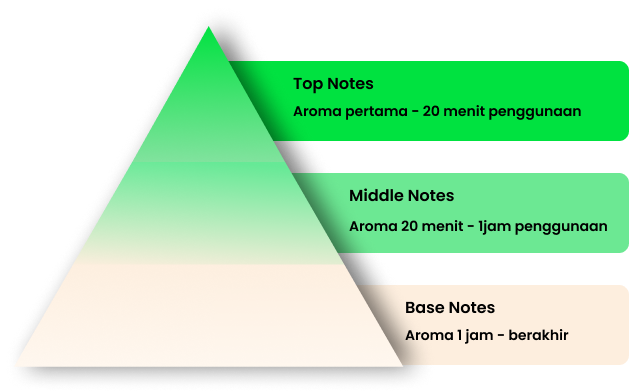 Top Notes
Aroma pertama - 20 menit penggunaan
Middle Notes
Aroma 20 menit - 1jam penggunaan
Base Notes
Aroma 1 jam - berakhir